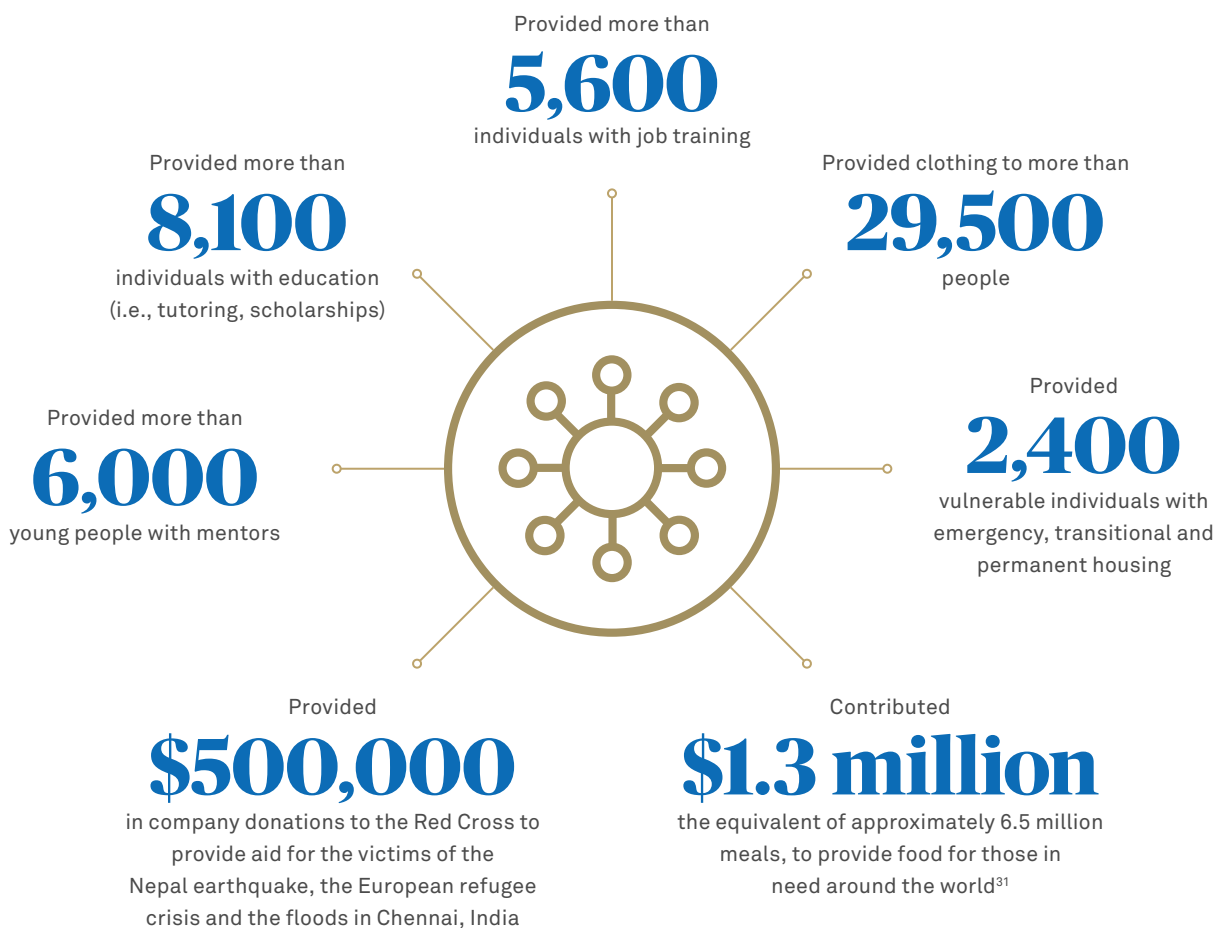 Provided more than
5,600
individuals with job training
Provided more than
8,100
individuals with education
(i.e., tutoring, scholarships)
Provided clothing to more than
29,500
people
Provided more than
6,000
young people with mentors
Provided
2,400
vulnerable individuals with
emergency, transitional and
permanent housing
Provided
$500,000
in company donations to the Red Cross to
provide aid for the victims of the
Nepal earthquake, the European refugee
crisis and the floods in Chennai, India
Contributed
$1.3 million
the equivalent of approximately 6.5 million
meals, to provide food for those in
need around the world³¹